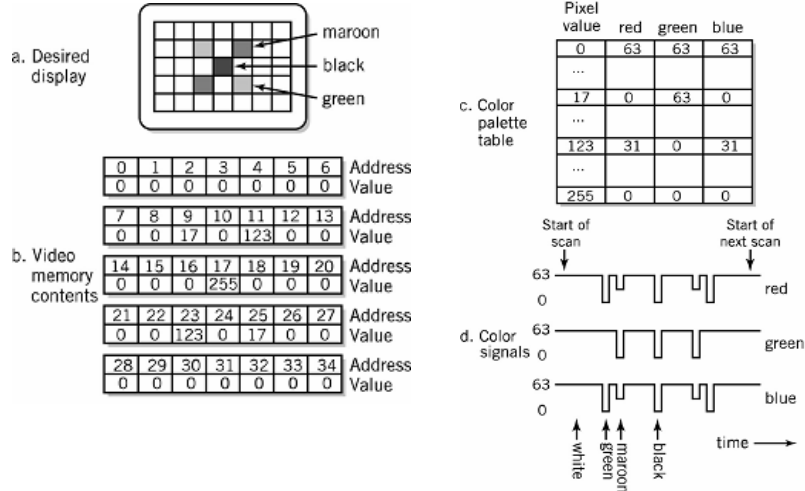 a. Desired
display
maroon
black
green
b. Video
memory
contents
0 1 2 3 4 5 6 Address
0 0 0 0 0 0 0 Value
7 8 9 10 11 12 13 Address
0 0 17 0 123 0 0 Value
14 15 16 17 18 19 20 Address
0 0 0 255 0 0 0 Value
21 22 23 24 25 26 27 Address
0 0 123 0 17 0 0 Value
28 29 30 31 32 33 34 Address
0 0 0 0 0 0 0 Value
c. Color
palette
table
Pixel
value red green blue
0 63 63 63
...
17 0 63 0
...
123 31 0 31
...
255 0 0 0
d. Color
signals
Start of
scan
Start of
next scan
63
0
red
63
0
green
63
0
blue
white
green
maroon
black
time